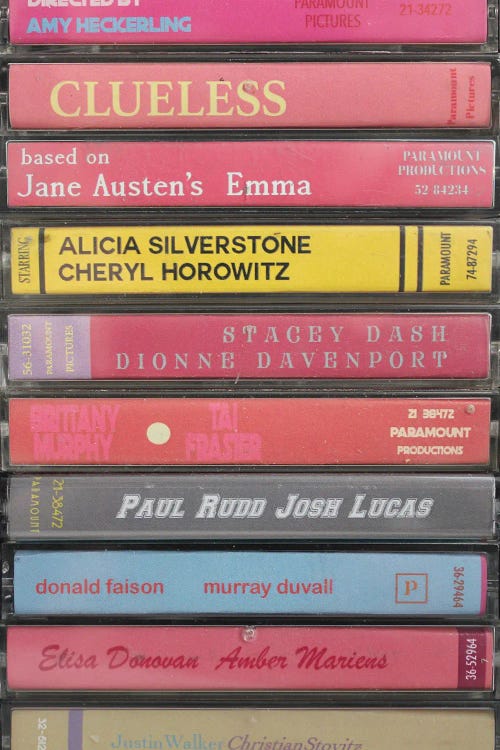 DIRECTED BY
AMY HECKERLING
PARAMOUNT
PICTURES
21-34272
CLUELESS
Paramount
Pictures
based on
Jane Austen's Emma
PARAMOUNT
PRODUCTIONS
52-84234
STARRING
ALICIA SILVERSTONE
CHERYL HOROWITZ
PARAMOUNT
74-87294
56-31032
PARAMOUNT
PICTURES
STACEY DASH
DIONNE DAVENPORT
BRITTANY
MURPHY
TAI
FRASIER
21 38472
PARAMOUNT
PRODUCTIONS
PARAMOUNT
21-38472
PAUL RUDD JOSH LUCAS
donald faison murray duvall
P
36-29464
Elisa Donovan Amber Mariens
36-52964
Justin Walker Christian Stovitz